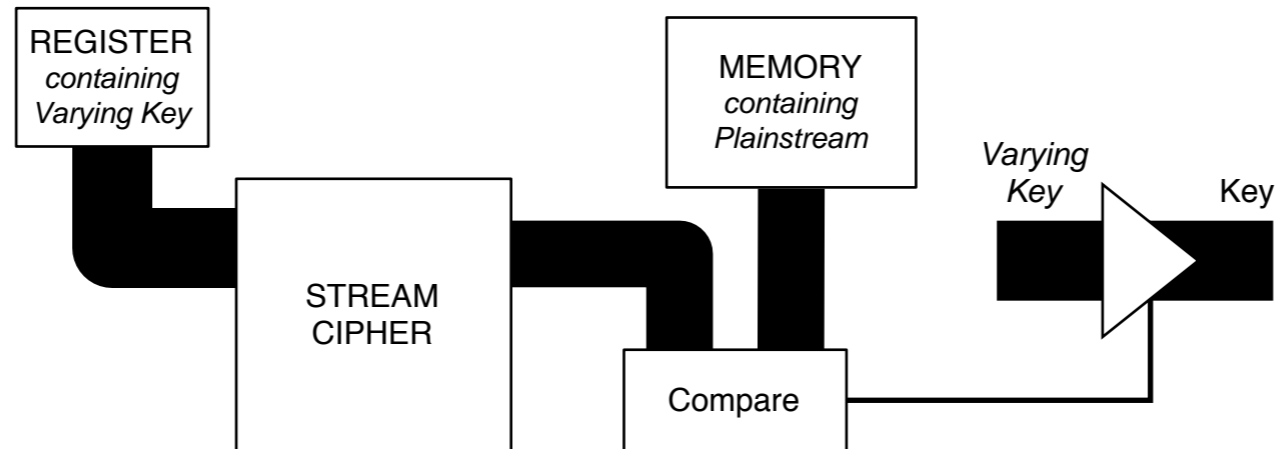 REGISTER
containing
Varying Key
STREAM
CIPHER
MEMORY
containing
Plainstream
Compare
Varying
Key
Key